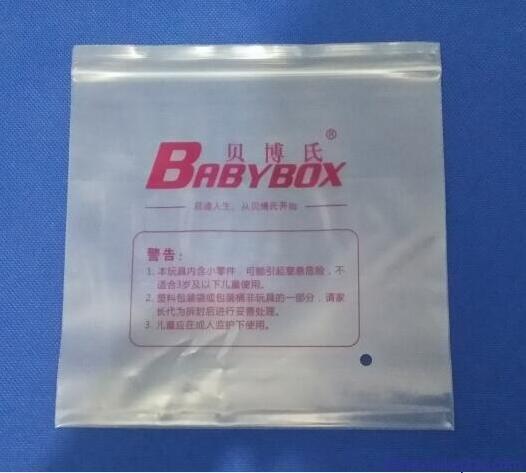 贝博氏®
BABYBOX
启迪人生，从贝博氏开始
警告：
1. 本玩具内含小零件 可能引起窒息危险，不
适合3岁及以下儿童使用。
2. 塑料包装袋或包装桶非玩具的一部分，请家
长代为拆封后进行妥善处理。
3. 儿童应在成人监护下使用。